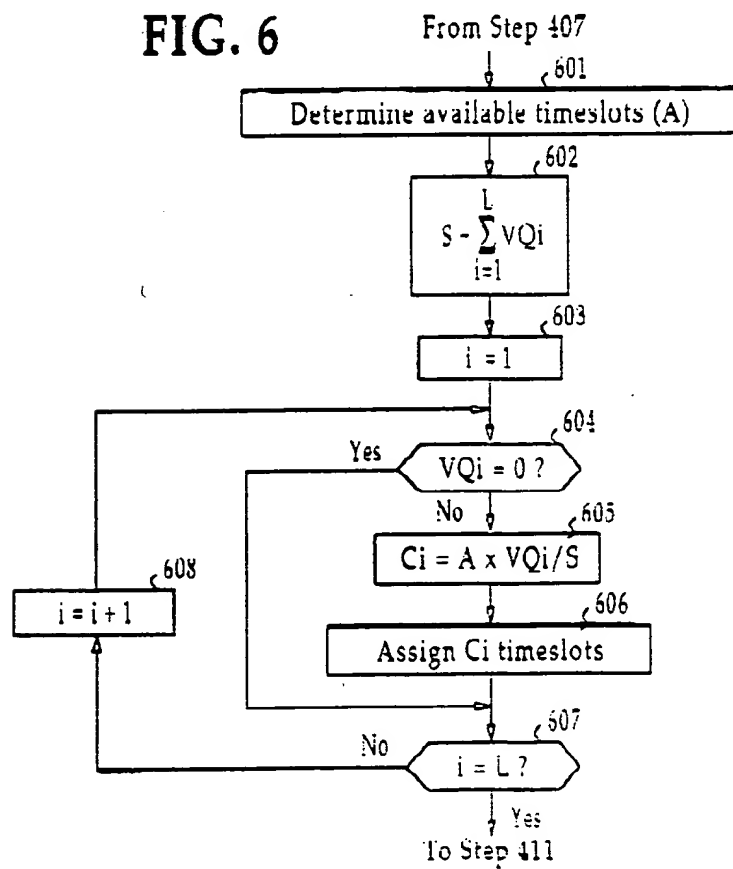 FIG. 6
From Step 407
601
Determine available timeslots (A)
602
L
S - ∑ VQi
i=1
603
i = 1
604
Yes
VQi = 0 ?
No
605
Ci = A x VQi/S
608
i = i + 1
606
Assign Ci timeslots
607
No
i = L ?
Yes
To Step 411